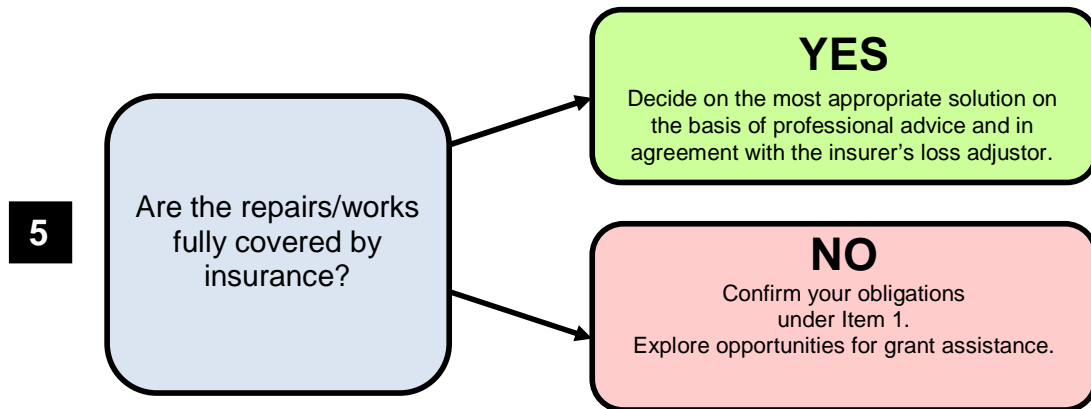 5
Are the repairs/works
fully covered by
insurance?
YES
Decide on the most appropriate solution on
the basis of professional advice and in
agreement with the insurer’s loss adjustor.
NO
Confirm your obligations
under Item 1.
Explore opportunities for grant assistance.